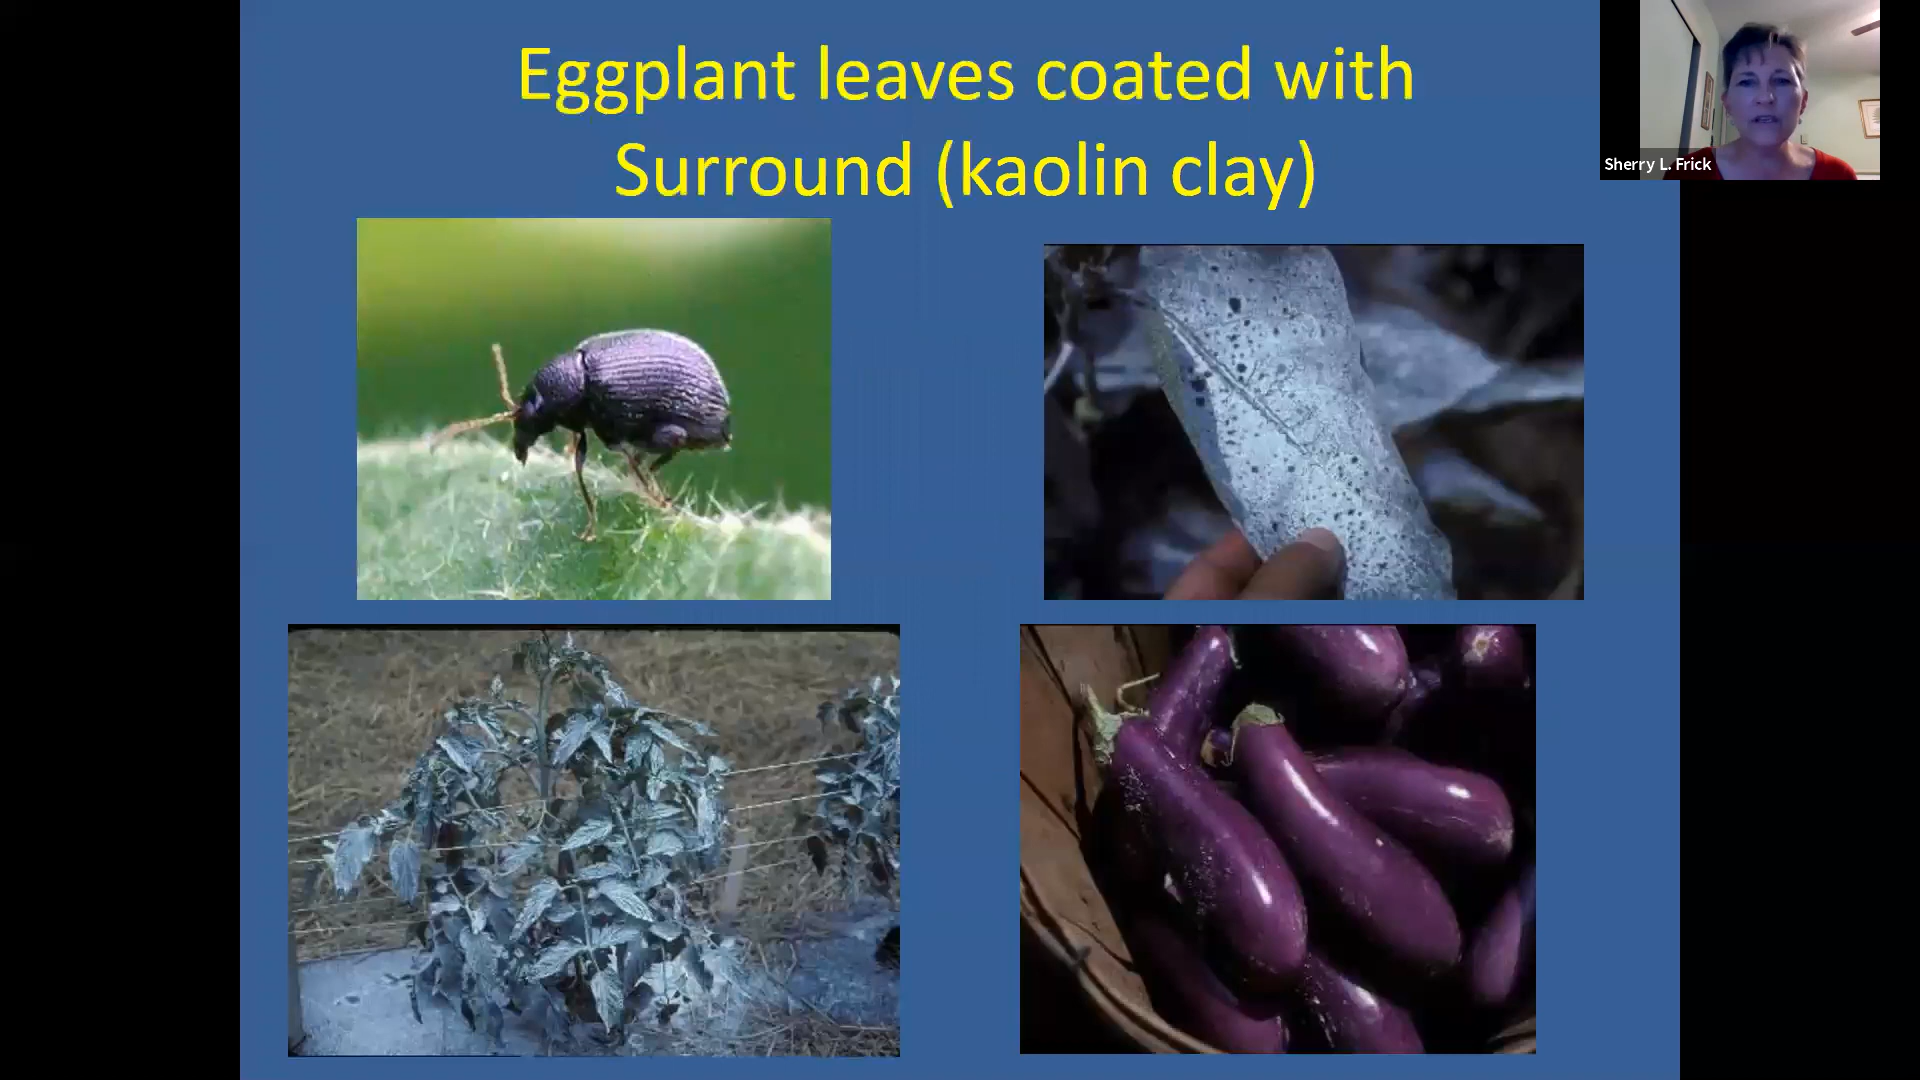 Eggplant leaves coated with
Surround (kaolin clay)
Sherry L. Frick